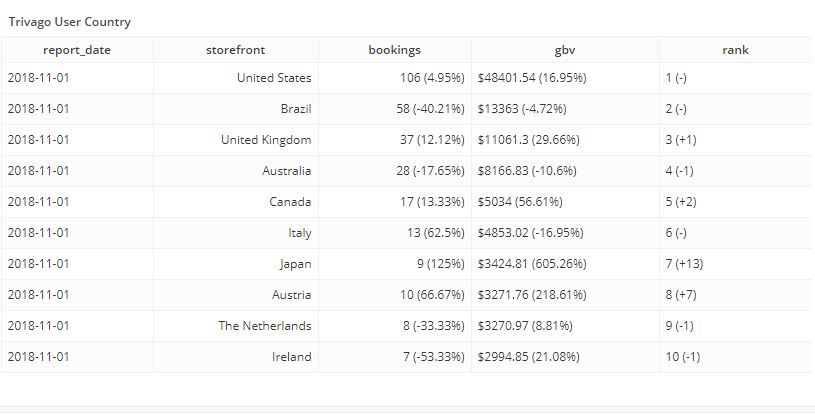 Trivago User Country
report_date storefront bookings gbv rank
2018-11-01 United States 106 (4.95%) $48401.54 (16.95%) 1 (-)
2018-11-01 Brazil 58 (-40.21%) $13363 (-4.72%) 2 (-)
2018-11-01 United Kingdom 37 (12.12%) $11061.3 (29.66%) 3 (+1)
2018-11-01 Australia 28 (-17.65%) $8166.83 (-10.6%) 4 (-1)
2018-11-01 Canada 17 (13.33%) $5034 (56.61%) 5 (+2)
2018-11-01 Italy 13 (62.5%) $4853.02 (-16.95%) 6 (-)
2018-11-01 Japan 9 (125%) $3424.81 (605.26%) 7 (+13)
2018-11-01 Austria 10 (66.67%) $3271.76 (218.61%) 8 (+7)
2018-11-01 The Netherlands 8 (-33.33%) $3270.97 (8.81%) 9 (-1)
2018-11-01 Ireland 7 (-53.33%) $2994.85 (21.08%) 10 (-1)